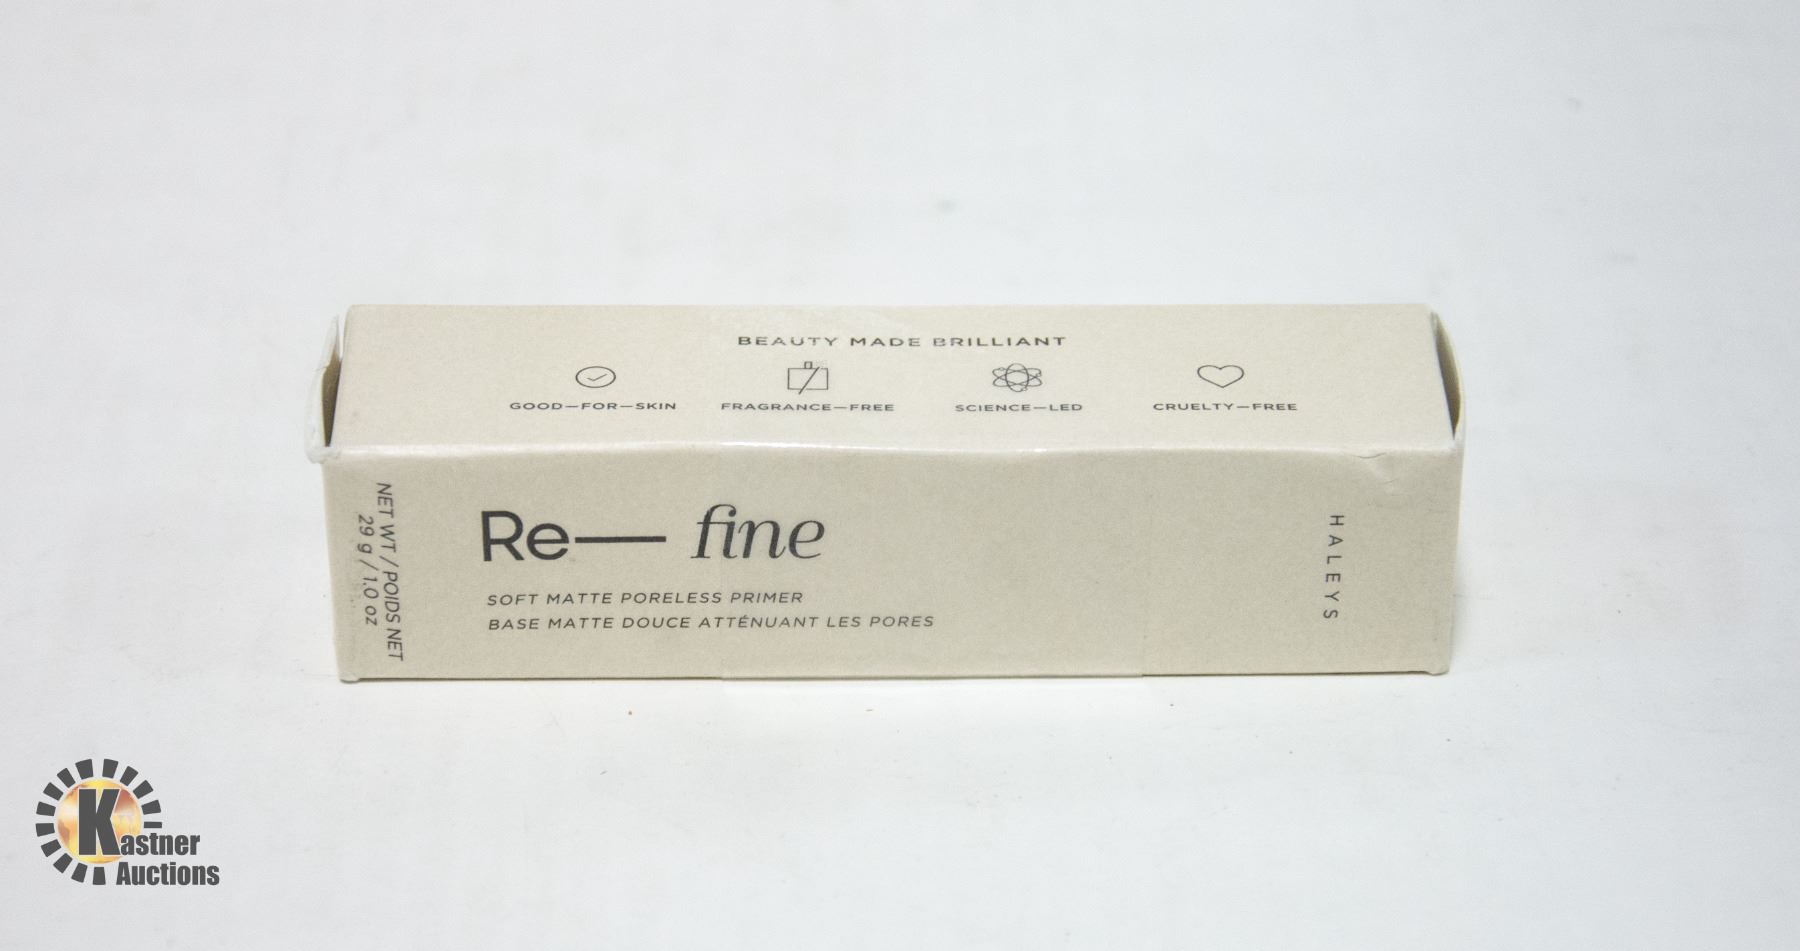 BEAUTY MADE BRILLIANT
GOOD—FOR—SKIN
FRAGRANCE—FREE
SCIENCE—LED
CRUELTY—FREE
NET WT / POIDS NET
29 g / 1.0 oz
Re— fine
SOFT MATTE PORELESS PRIMER
BASE MATTE DOUCE ATTÉNUANT LES PORES
HALEYS
Kastner
Auctions